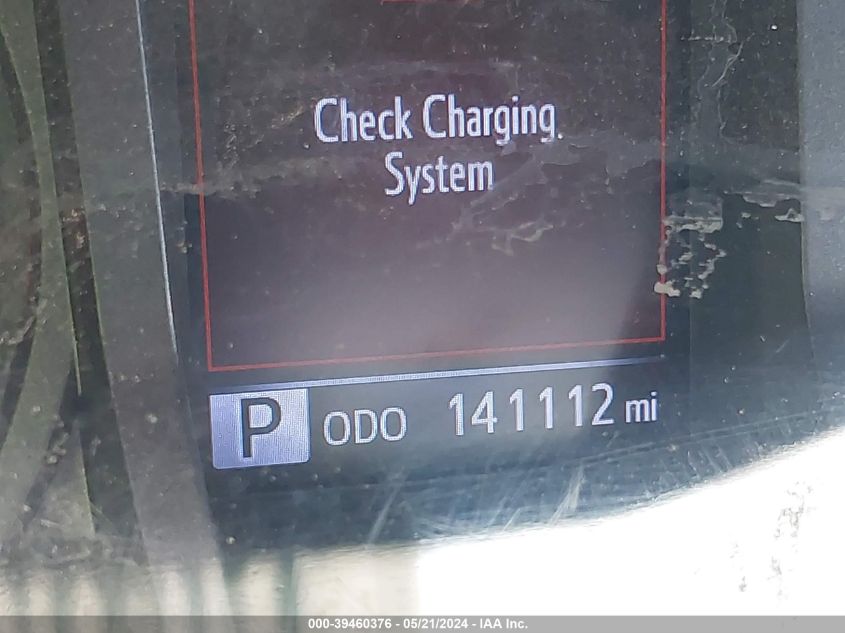 Check Charging
System
P ODO 141112 mi
000-39460376 - 05/21/2024 - IAA Inc.